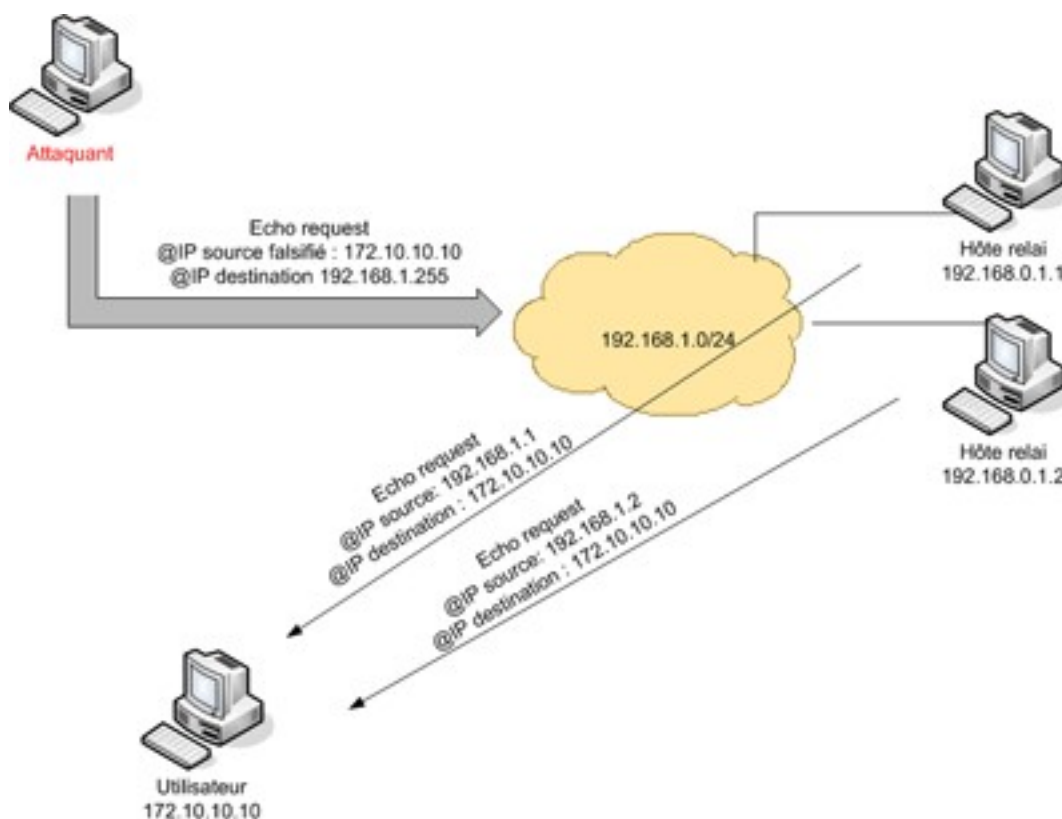 Attaquant
Echo request
@IP source falsifié : 172.10.10.10
@IP destination 192.168.1.255
Hôte relai
192.168.0.1.1
192.168.1.0/24
Hôte relai
192.168.0.1.2
Echo request
@IP source: 192.168.1.1
@IP destination : 172.10.10.10
Echo request
@IP source: 192.168.1.2
@IP destination : 172.10.10.10
Utilisateur
172.10.10.10